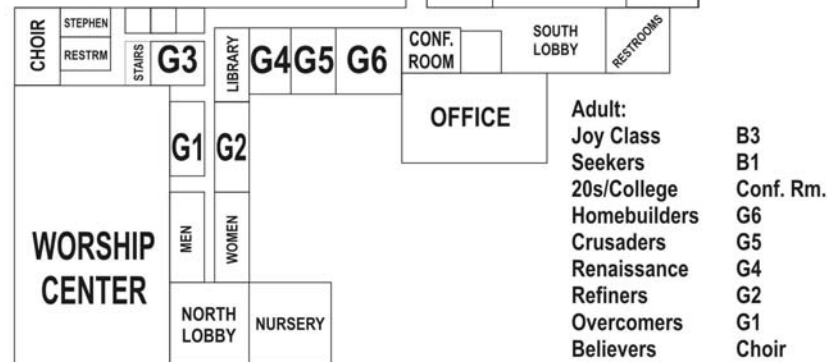 CHOIR
STEPHEN
RESTRM
STAIRS
G3
LIBRARY
G4
G5
G6
CONF.
ROOM
SOUTH
LOBBY
RESTROOMS
OFFICE
G1
G2
MEN
WOMEN
WORSHIP
CENTER
NORTH
LOBBY
NURSERY
Adult:
Joy Class B3
Seekers B1
20s/College Conf. Rm.
Homebuilders G6
Crusaders G5
Renaissance G4
Refiners G2
Overcomers G1
Believers Choir